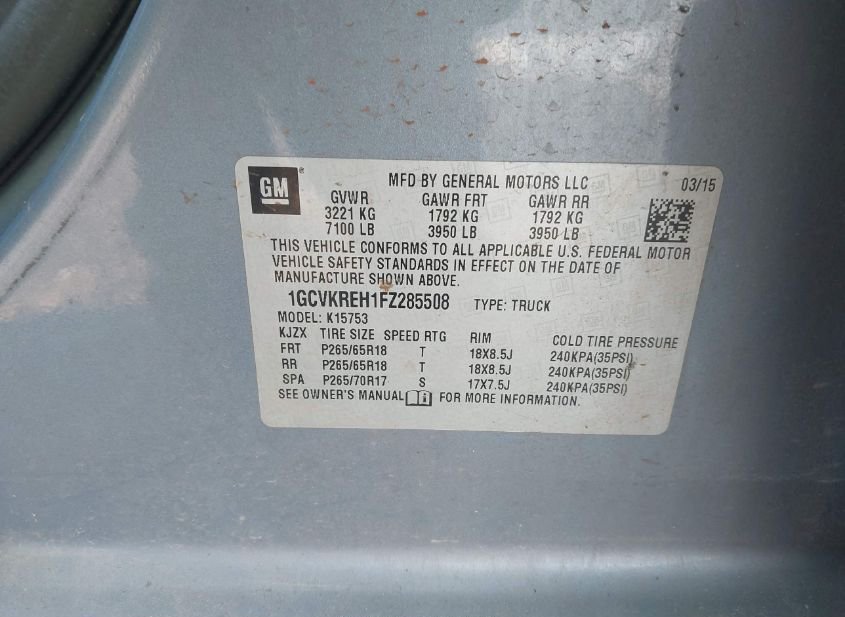 GM
MFD BY GENERAL MOTORS LLC 03/15
GVWR GAWR FRT GAWR RR
3221 KG 1792 KG 1792 KG
7100 LB 3950 LB 3950 LB
THIS VEHICLE CONFORMS TO ALL APPLICABLE U.S. FEDERAL MOTOR
VEHICLE SAFETY STANDARDS IN EFFECT ON THE DATE OF
MANUFACTURE SHOWN ABOVE.
1GCVKREH1FZ285508 TYPE: TRUCK
MODEL: K15753
KJZX TIRE SIZE SPEED RTG RIM COLD TIRE PRESSURE
FRT P265/65R18 T 18X8.5J 240KPA(35PSI)
RR P265/65R18 T 18X8.5J 240KPA(35PSI)
SPA P265/70R17 S 17X7.5J 240KPA(35PSI)
SEE OWNER'S MANUAL FOR MORE INFORMATION.